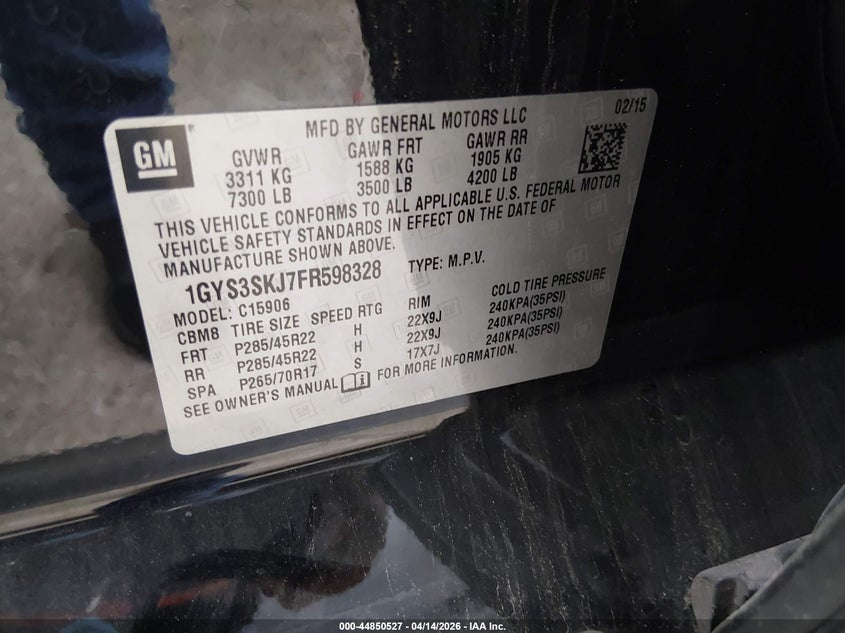 02/15
MFD BY GENERAL MOTORS LLC
GM
GVWR GAWR FRT GAWR RR
3311 KG 1588 KG 1905 KG
7300 LB 3500 LB 4200 LB
THIS VEHICLE CONFORMS TO ALL APPLICABLE U.S. FEDERAL MOTOR
VEHICLE SAFETY STANDARDS IN EFFECT ON THE DATE OF
MANUFACTURE SHOWN ABOVE.
1GYS3SKJ7FR598328 TYPE: M.P.V.
MODEL: C15906
CBM8 TIRE SIZE SPEED RTG RIM COLD TIRE PRESSURE
FRT P285/45R22 H 22X9J 240KPA(35PSI)
RR P285/45R22 H 22X9J 240KPA(35PSI)
SPA P265/70R17 S 17X7J 240KPA(35PSI)
SEE OWNER'S MANUAL FOR MORE INFORMATION.
000-44850527 - 04/14/2026 - IAA Inc.